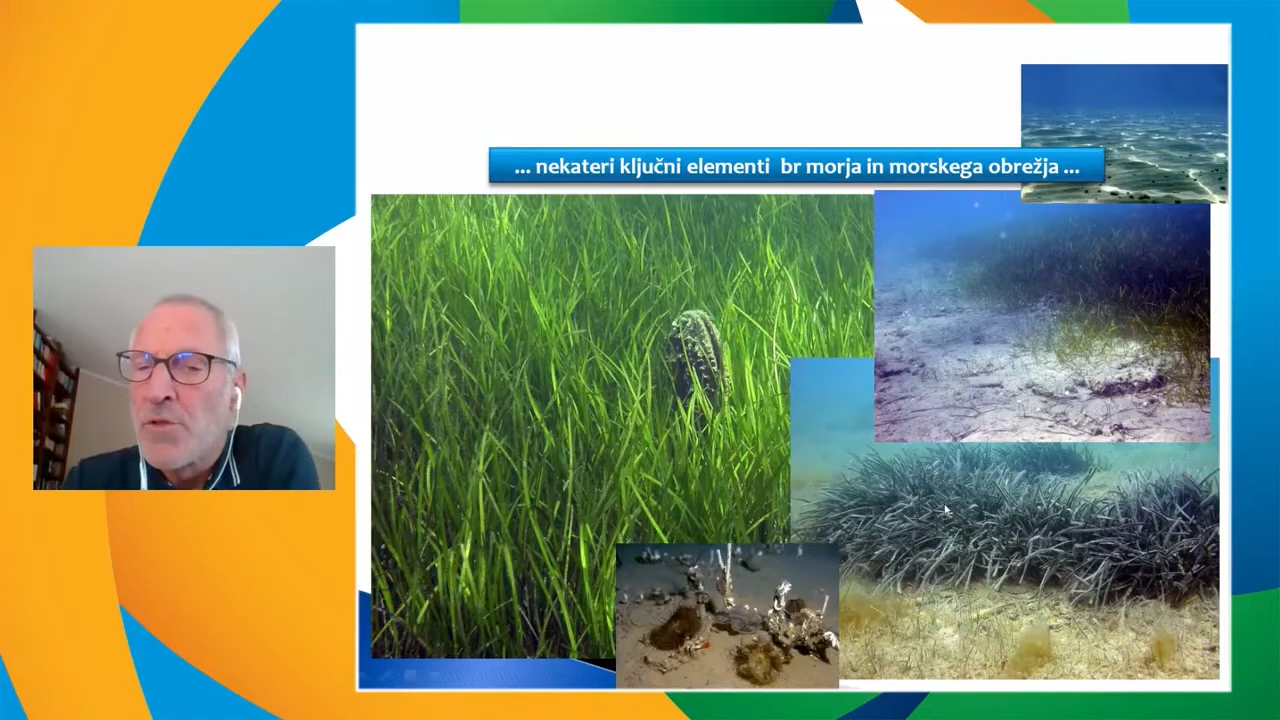 ... nekateri ključni elementi br morja in morskega obrežja ...